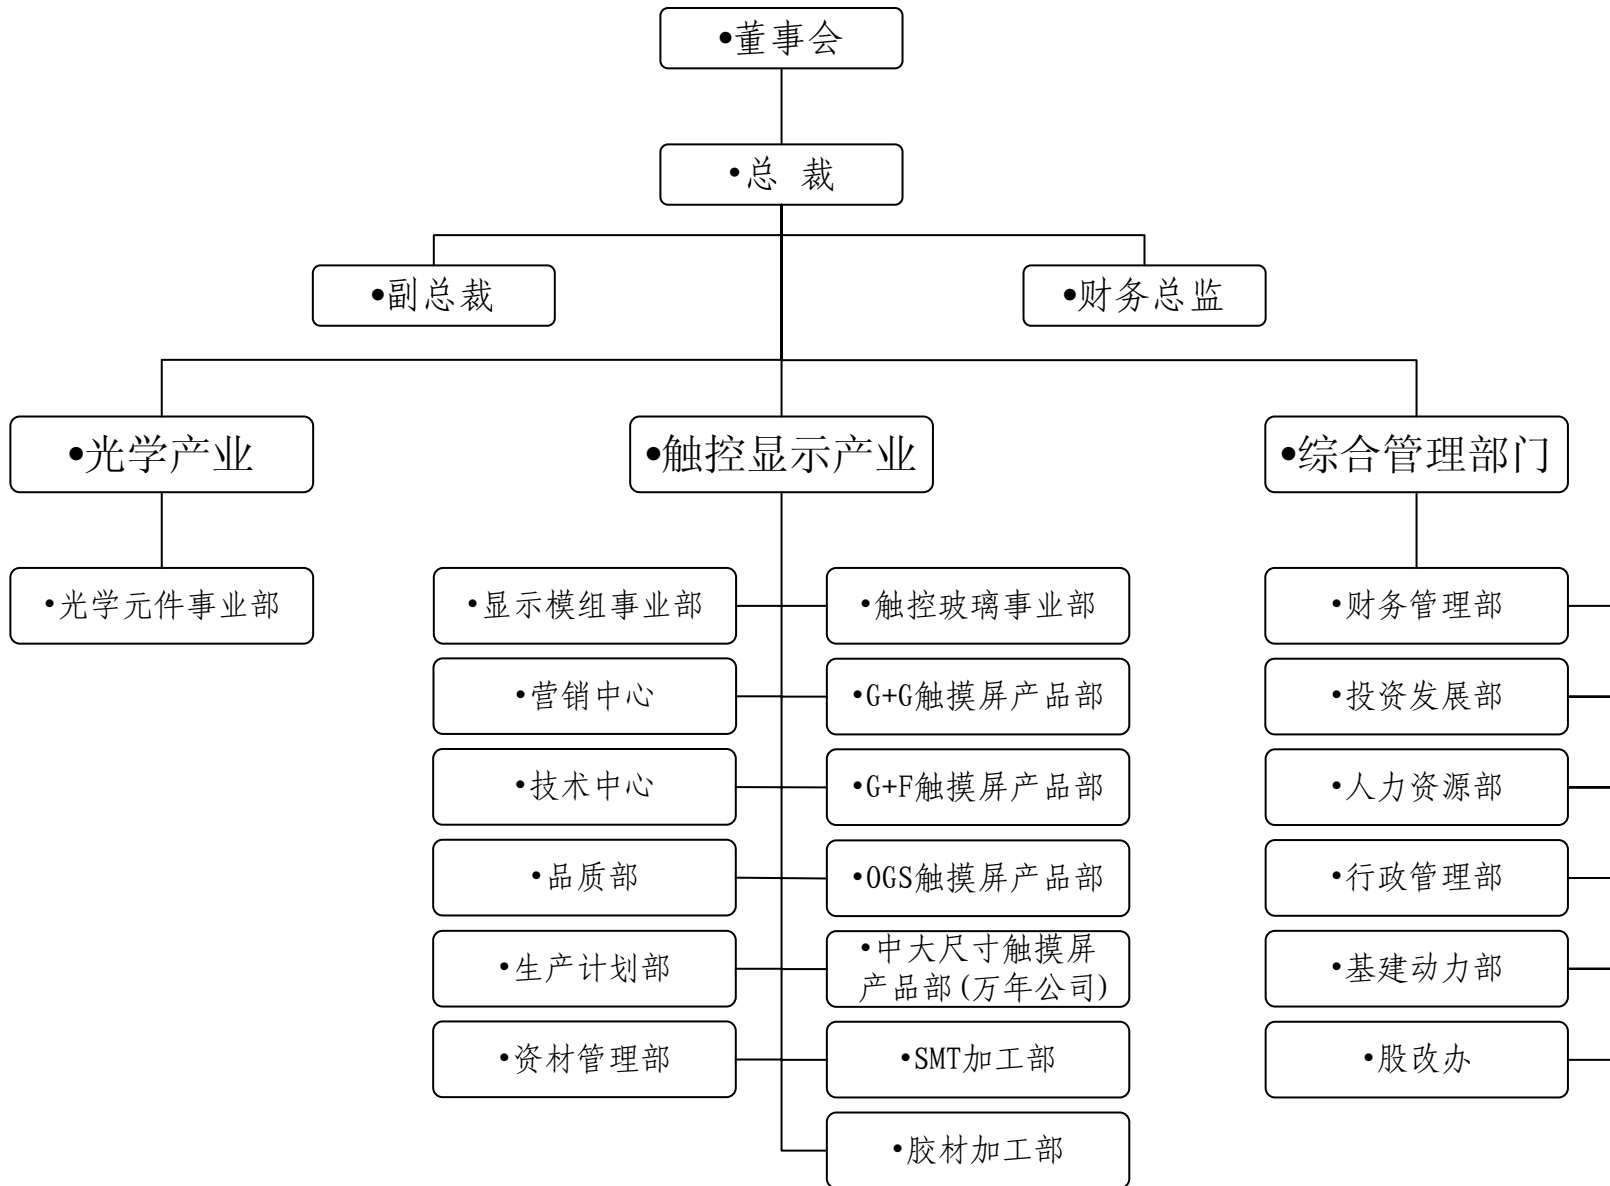 •董事会
•总 裁
•副总裁
•财务总监
•光学产业
•触控显示产业
•综合管理部门
•光学元件事业部
•显示模组事业部
•触控玻璃事业部
•财务管理部
•营销中心
•G+G触摸屏产品部
•投资发展部
•技术中心
•G+F触摸屏产品部
•人力资源部
•品质部
•OGS触摸屏产品部
•行政管理部
•生产计划部
•中大尺寸触摸屏
产品部(万年公司)
•基建动力部
•资材管理部
•SMT加工部
•股改办
•胶材加工部